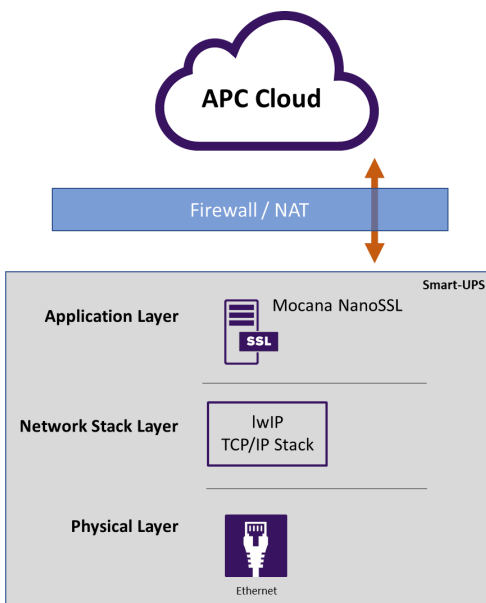 APC Cloud
Firewall / NAT
Smart-UPS
Application Layer
Mocana NanoSSL
SSL
Network Stack Layer
lwIP
TCP/IP Stack
Physical Layer
Ethernet